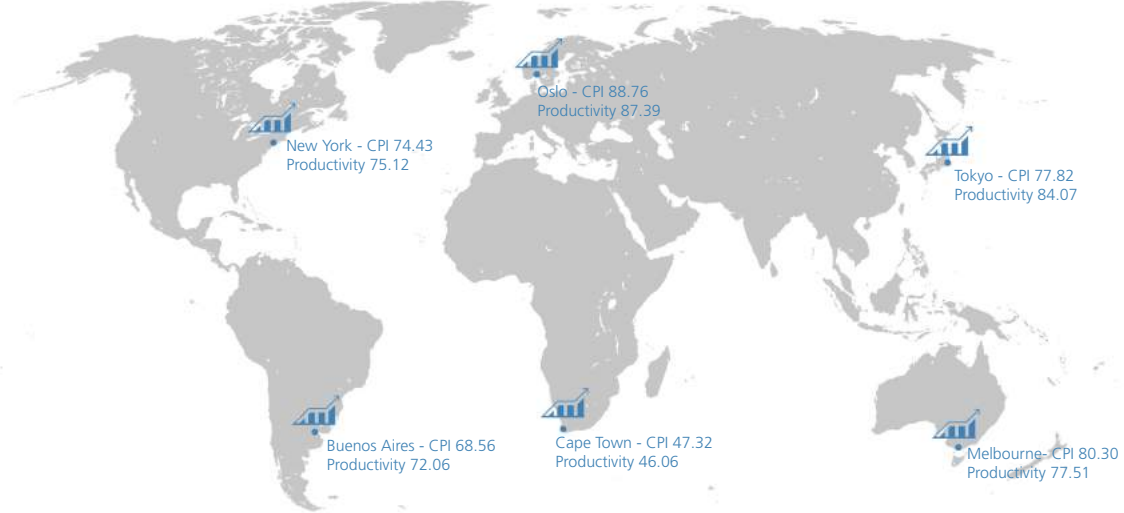 Oslo - CPI 88.76
Productivity 87.39
New York - CPI 74.43
Productivity 75.12
Tokyo - CPI 77.82
Productivity 84.07
Buenos Aires - CPI 68.56
Productivity 72.06
Cape Town - CPI 47.32
Productivity 46.06
Melbourne- CPI 80.30
Productivity 77.51